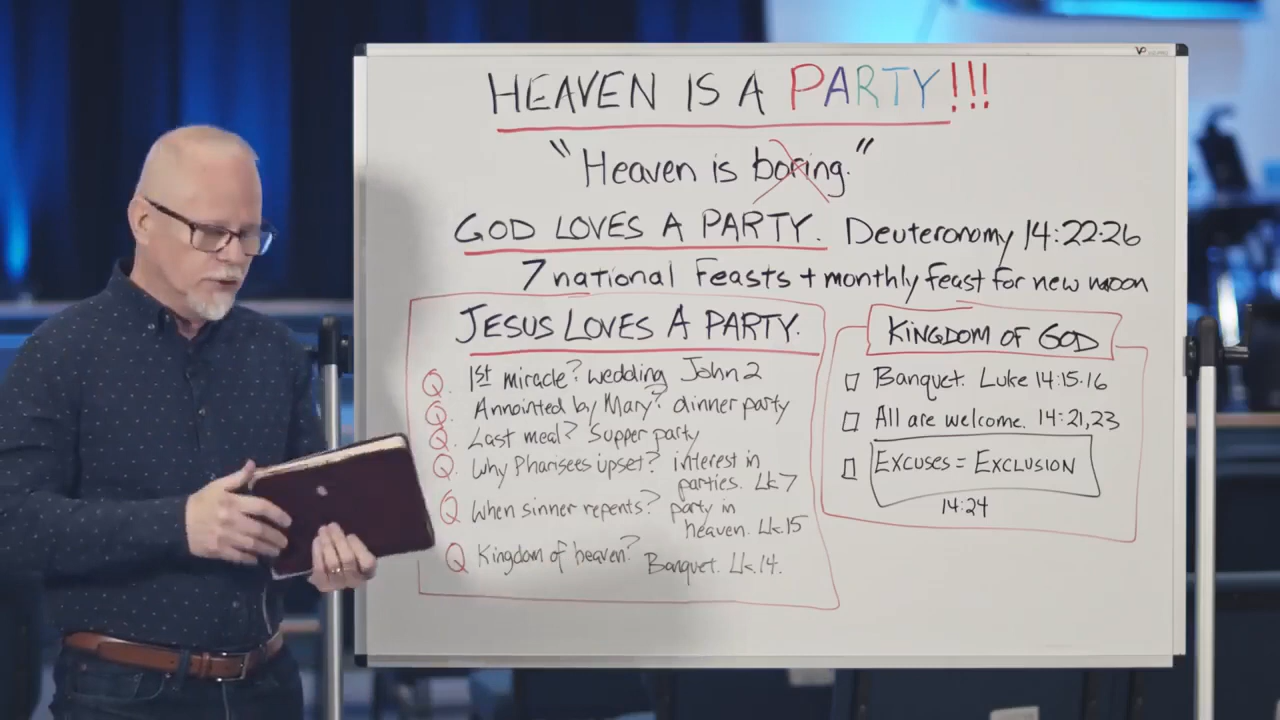 HEAVEN IS A PARTY!!!
"Heaven is boring."
GOD LOVES A PARTY. Deuteronomy 14:22-26
7 national Feasts + monthly feast for new moon
JESUS LOVES A PARTY.
Q. 1st miracle? wedding John 2
Q. Annointed by Mary? dinner party
Q. Last meal? Supper party
Q. Why Pharisees upset? interest in
parties. Lk 7
Q. When sinner repents? party in
heaven. Lk. 15
Q Kingdom of heaven? Banquet. Lk. 14.
KINGDOM OF GOD
Banquet. Luke 14:15-16
All are welcome. 14:21,23
EXCUSES = EXCLUSION
14:24